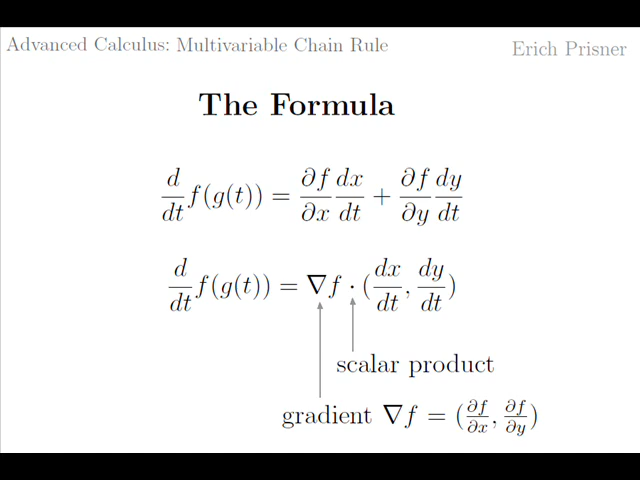 Advanced Calculus: Multivariable Chain Rule
Erich Prisner
The Formula
d/dt f(g(t)) = ∂f/∂x dx/dt + ∂f/∂y dy/dt
d/dt f(g(t)) = ∇f · (dx/dt, dy/dt)
scalar product
gradient ∇f = (∂f/∂x, ∂f/∂y)